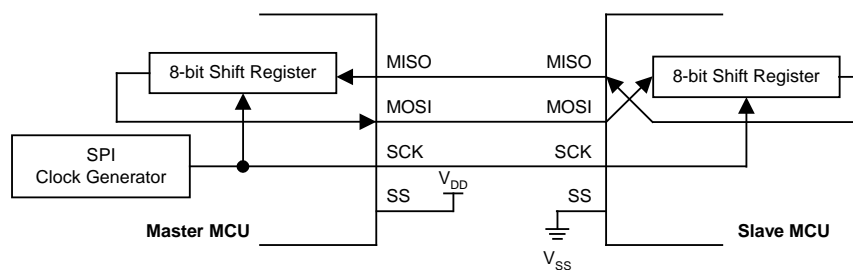 8-bit Shift Register
MISO
MISO
8-bit Shift Register
MOSI
MOSI
SPI
Clock Generator
SCK
SCK
VDD
SS
SS
Master MCU
Slave MCU
VSS